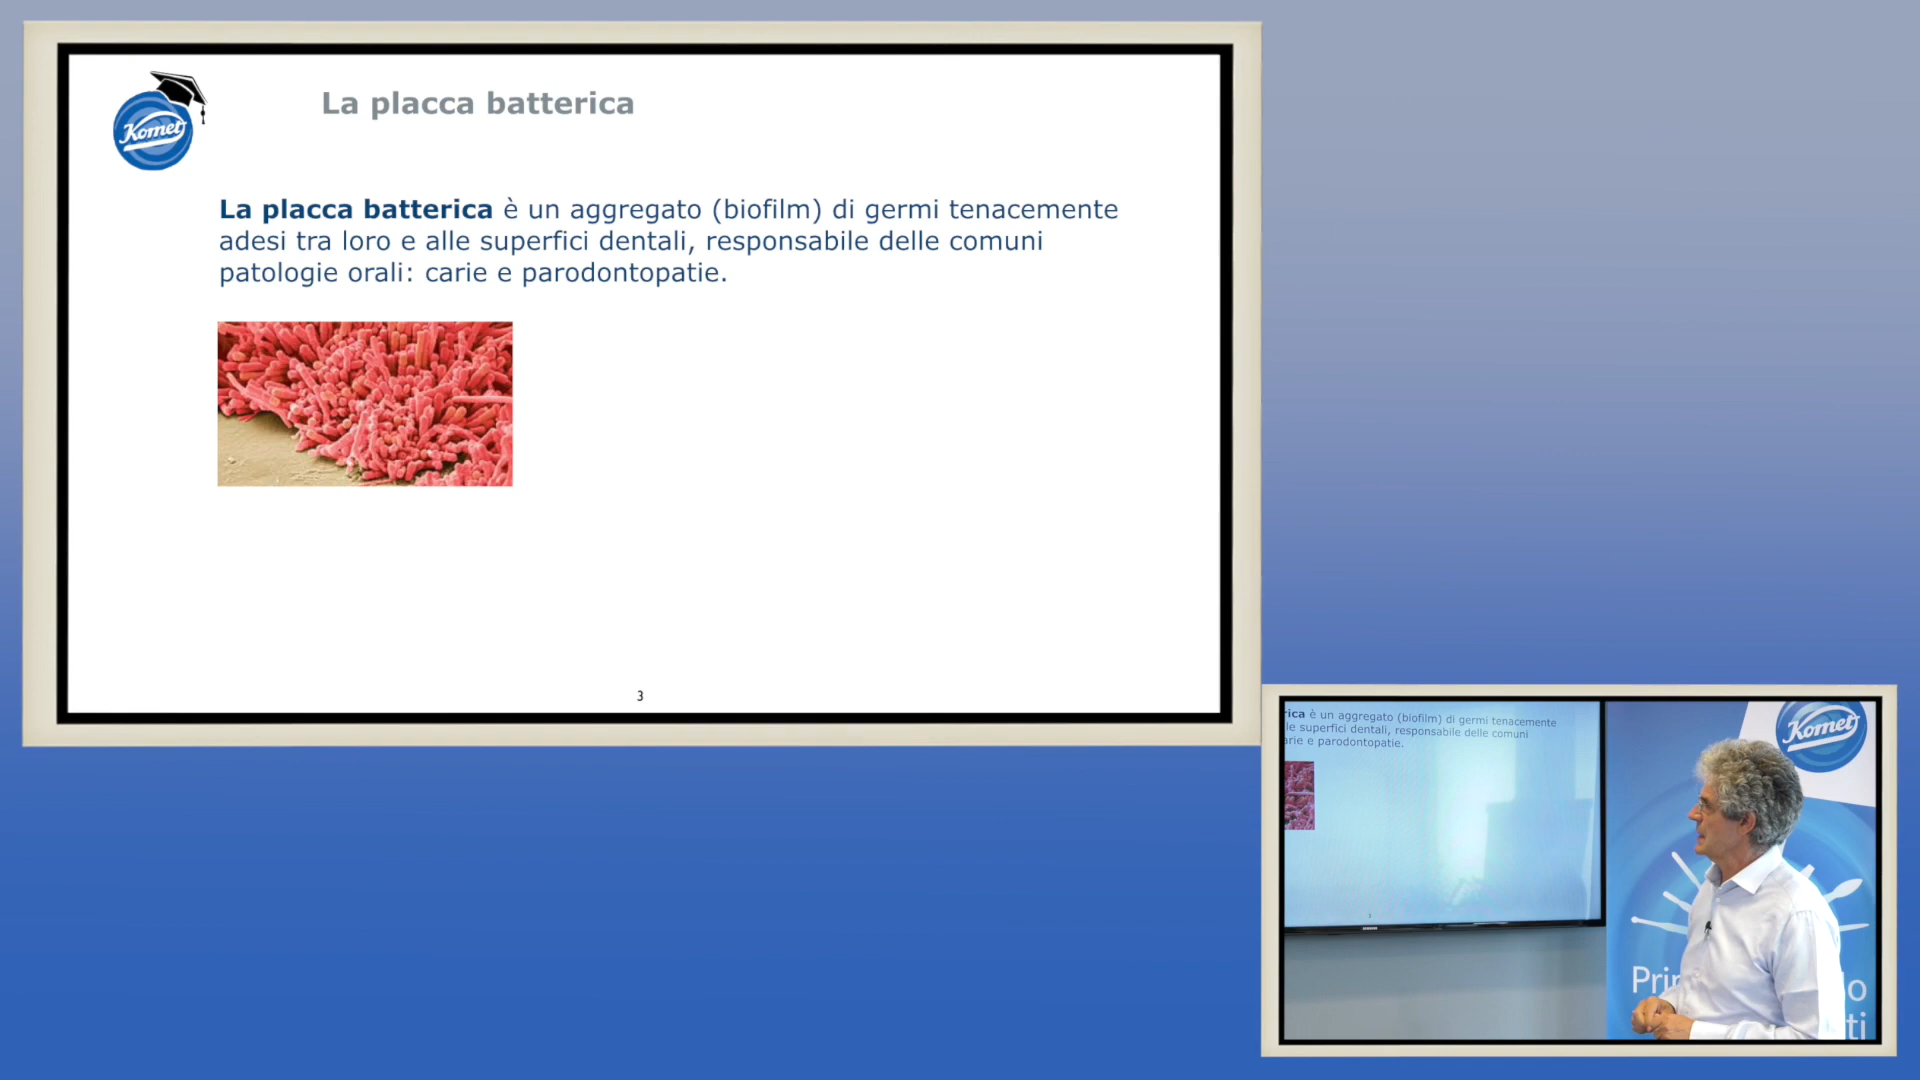 Komet
La placca batterica
La placca batterica è un aggregato (biofilm) di germi tenacemente
adesi tra loro e alle superfici dentali, responsabile delle comuni
patologie orali: carie e parodontopatie.
3
rica è un aggregato (biofilm) di germi tenacemente
le superfici dentali, responsabile delle comuni
arie e parodontopatie.
Komet